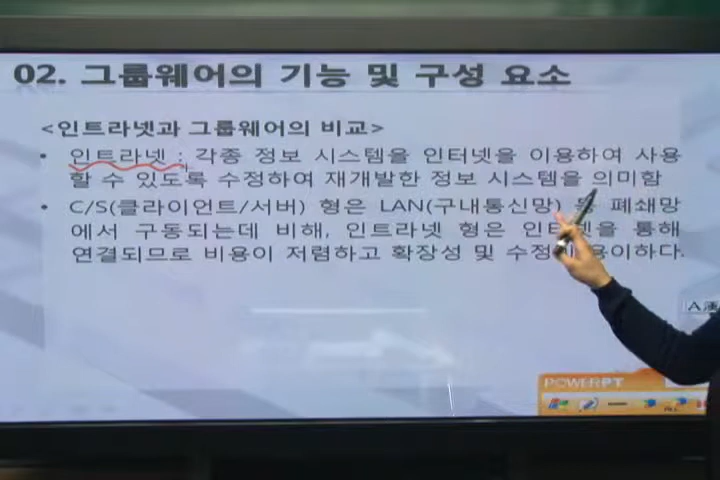 02. 그룹웨어의 기능 및 구성 요소
<인트라넷과 그룹웨어의 비교>
• 인트라넷 : 각종 정보 시스템을 인터넷을 이용하여 사용
할 수 있도록 수정하여 재개발한 정보 시스템을 의미함
• C/S(클라이언트/서버) 형은 LAN(구내통신망) 등 폐쇄망
에서 구동되는데 비해, 인트라넷 형은 인터넷을 통해
연결되므로 비용이 저렴하고 확장성 및 수정 용이하다.
A 漢
POWERPT